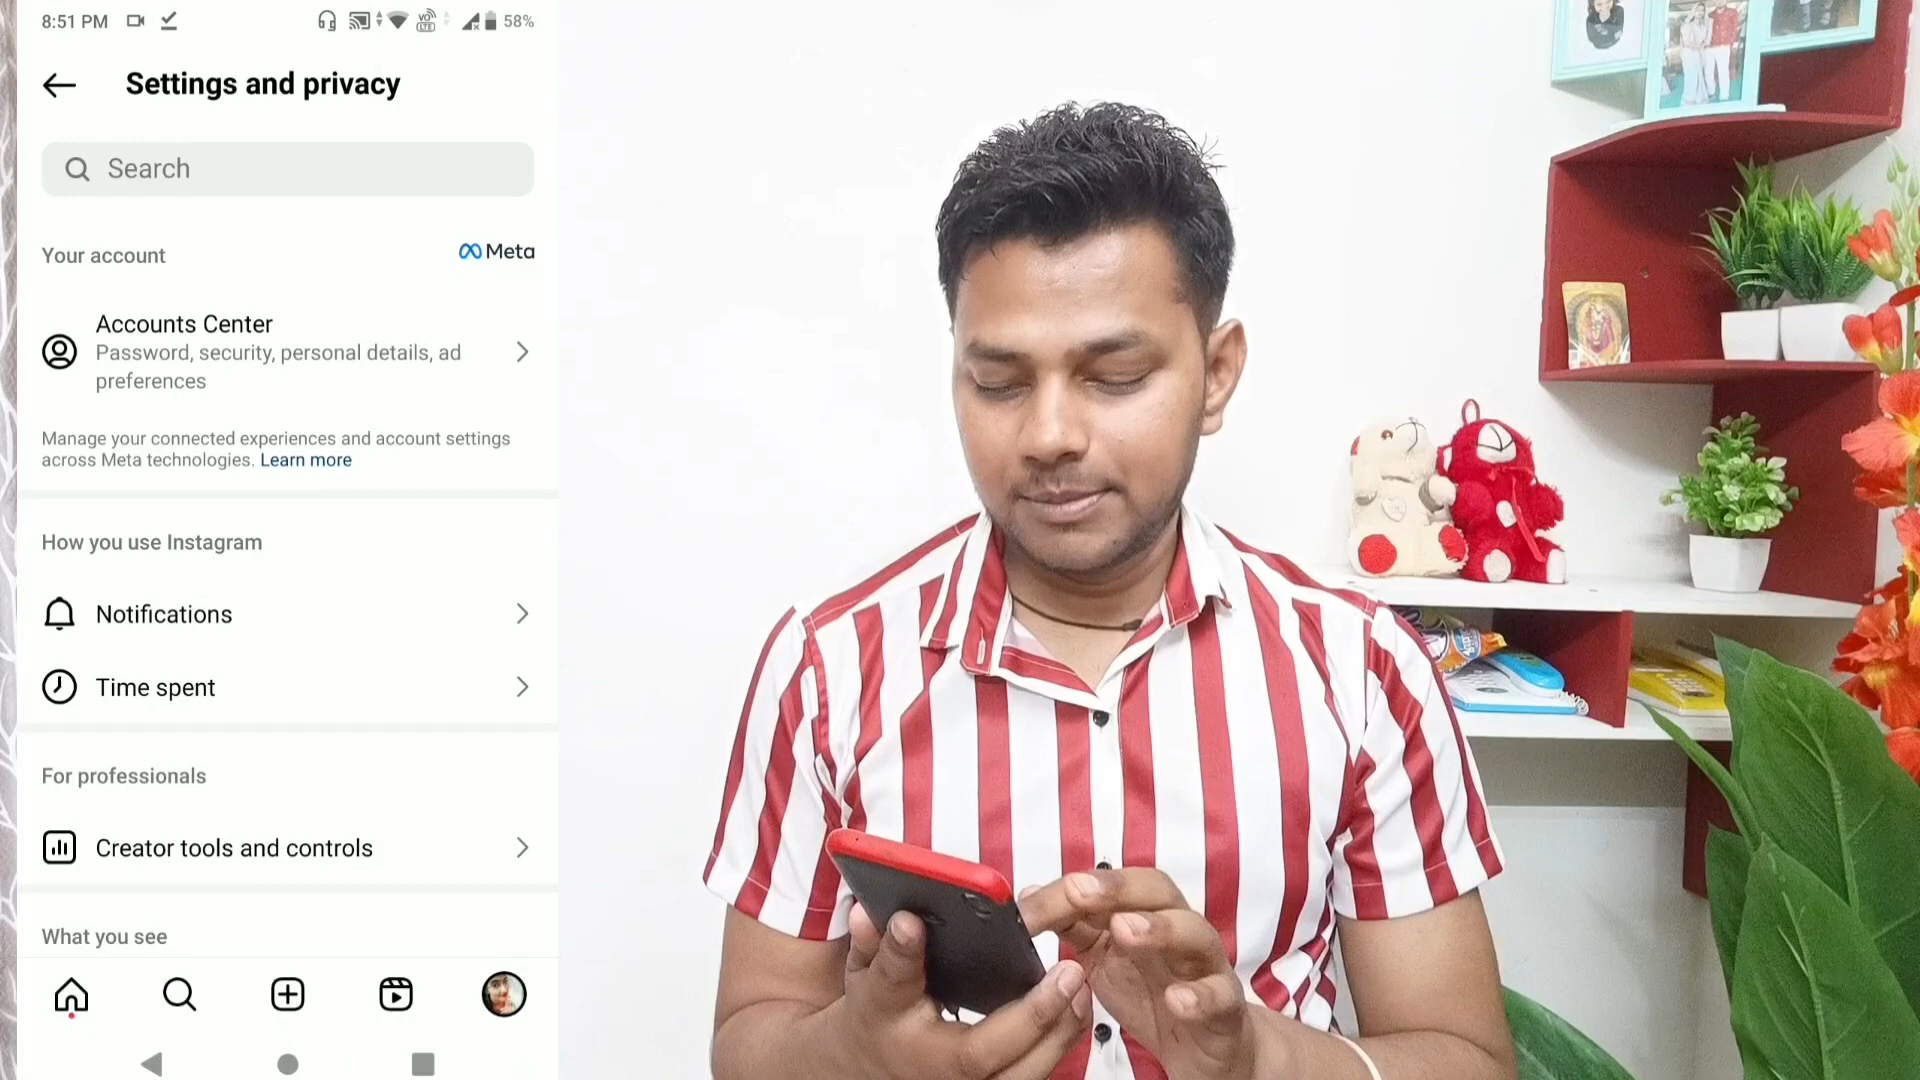 8:51 PM
VO
LTE
58%
Settings and privacy
Search
Your account
Meta
Accounts Center
Password, security, personal details, ad
preferences
Manage your connected experiences and account settings
across Meta technologies. Learn more
How you use Instagram
Notifications
Time spent
For professionals
Creator tools and controls
What you see